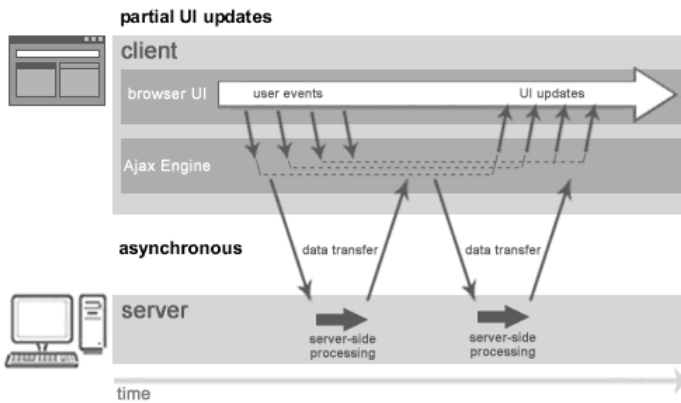 partial UI updates
client
browser UI
user events
UI updates
Ajax Engine
asynchronous
data transfer
data transfer
server
server-side
processing
server-side
processing
time